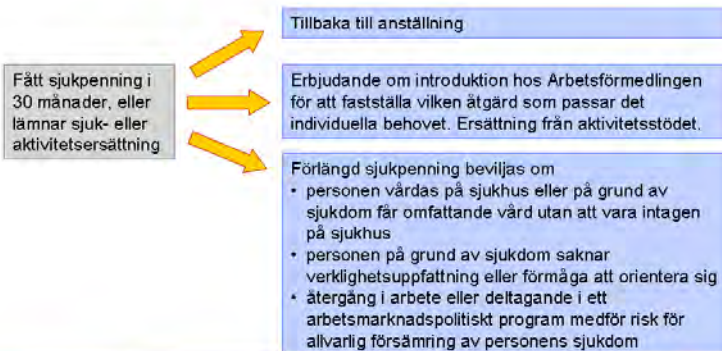 Fått sjukpenning i
30 månader, eller
lämnar sjuk- eller
aktivitetsersättning
Tillbaka till anställning
Erbjudande om introduktion hos Arbetsförmedlingen
för att fastställa vilken åtgärd som passar det
individuella behovet. Ersättning från aktivitetsstödet.
Förlängd sjukpenning beviljas om
• personen vårdas på sjukhus eller på grund av
sjukdom får omfattande vård utan att vara intagen
på sjukhus
• personen på grund av sjukdom saknar
verklighetsuppfattning eller förmåga att orientera sig
• återgång i arbete eller deltagande i ett
arbetsmarknadspolitiskt program medför risk för
allvarlig försämring av personens sjukdom